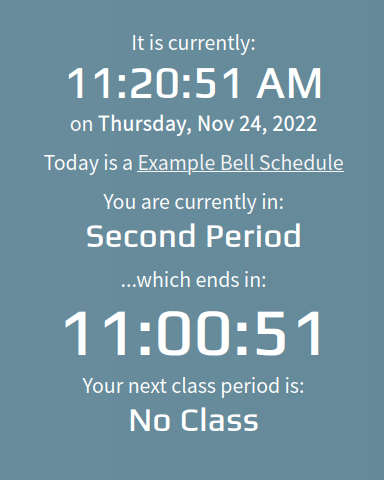 It is currently:
11:20:51 AM
on Thursday, Nov 24, 2022
Today is a Example Bell Schedule
You are currently in:
Second Period
...which ends in:
11:00:51
Your next class period is:
No Class